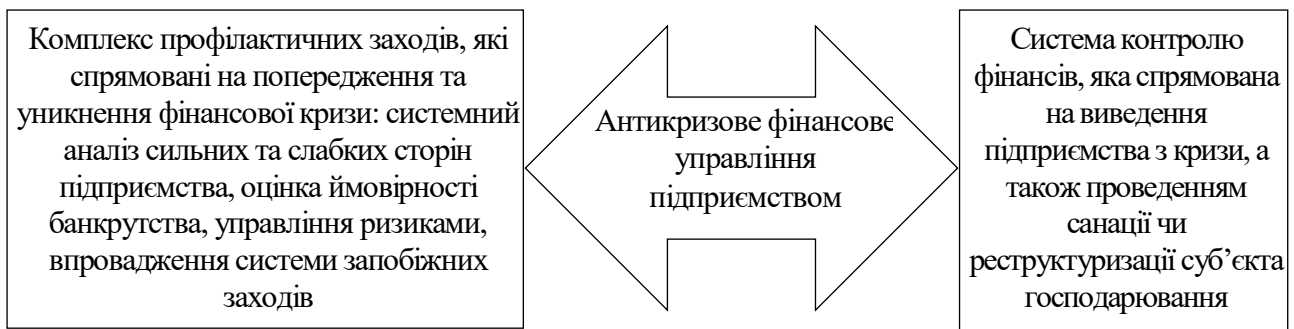 Комплекс профілактичних заходів, які
спрямовані на попередження та
уникнення фінансової кризи: системний
аналіз сильних та слабких сторін
підприємства, оцінка ймовірності
банкрутства, управління ризиками,
впровадження системи запобіжних
заходів
Антикризове фінансове
управління
підприємством
Система контролю
фінансів, яка спрямована
на виведення
підприємства з кризи, а
також проведенням
санації чи
реструктуризації суб’єкта
господарювання